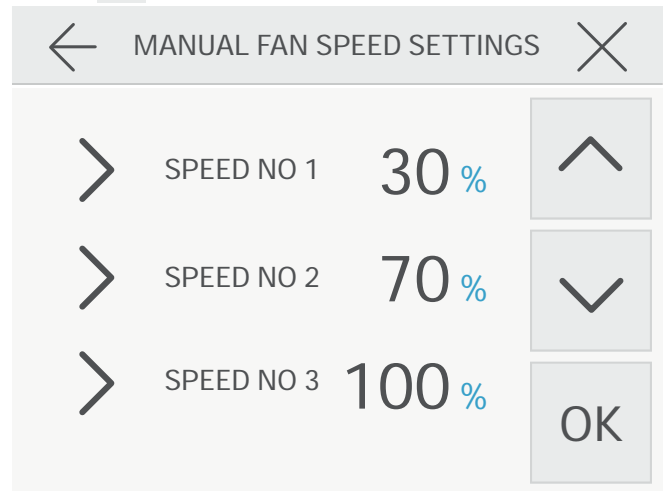 MANUAL FAN SPEED SETTINGS
SPEED NO 1 30 %
SPEED NO 2 70 %
SPEED NO 3 100 %
OK